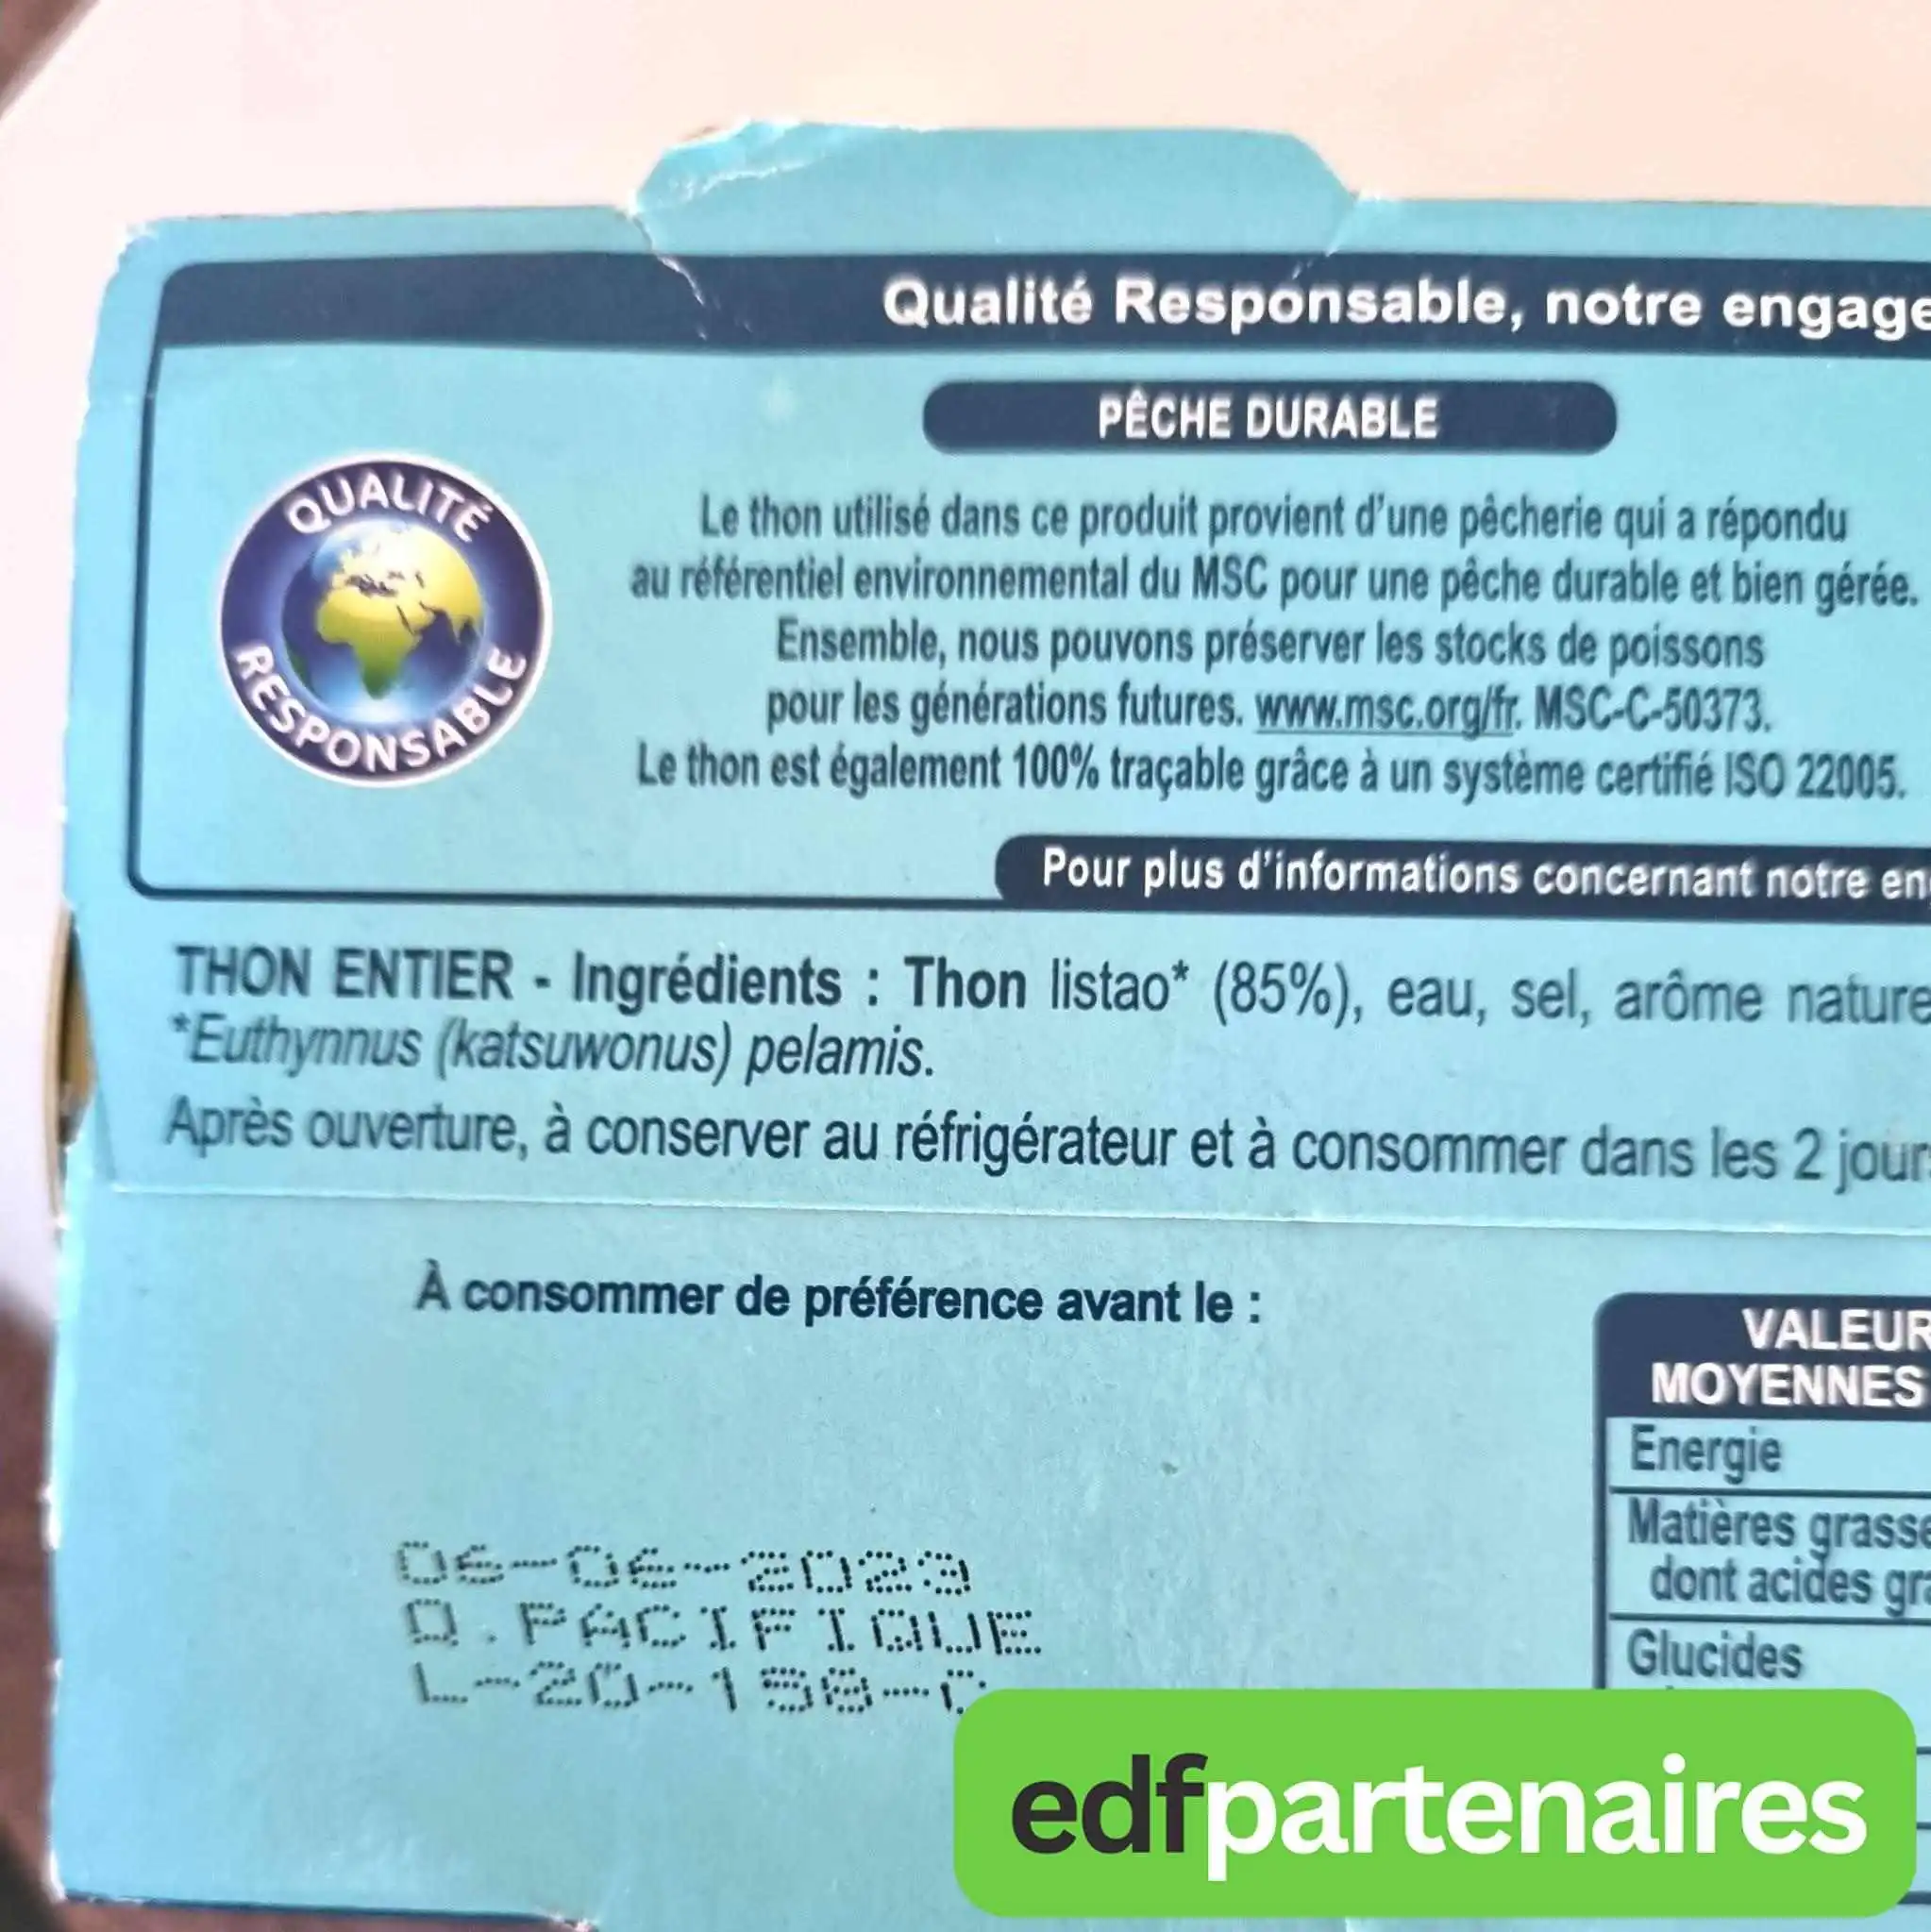 Qualité Responsable, notre engage
PÊCHE DURABLE
QUALITÉ
RESPONSABLE
Le thon utilisé dans ce produit provient d'une pêcherie qui a répondu
au référentiel environnemental du MSC pour une pêche durable et bien gérée.
Ensemble, nous pouvons préserver les stocks de poissons
pour les générations futures. www.msc.org/fr. MSC-C-50373.
Le thon est également 100% traçable grâce à un système certifié ISO 22005.
Pour plus d'informations concernant notre en
THON ENTIER - Ingrédients : Thon listao* (85%), eau, sel, arôme nature
*Euthynnus (katsuwonus) pelamis.
Après ouverture, à conserver au réfrigérateur et à consommer dans les 2 jour
À consommer de préférence avant le :
VALEUR
MOYENNES
Energie
Matières grasse
dont acides gra
Glucides
06-06-2023
O.PACIFIQUE
L-20-158-
edfpartenaires